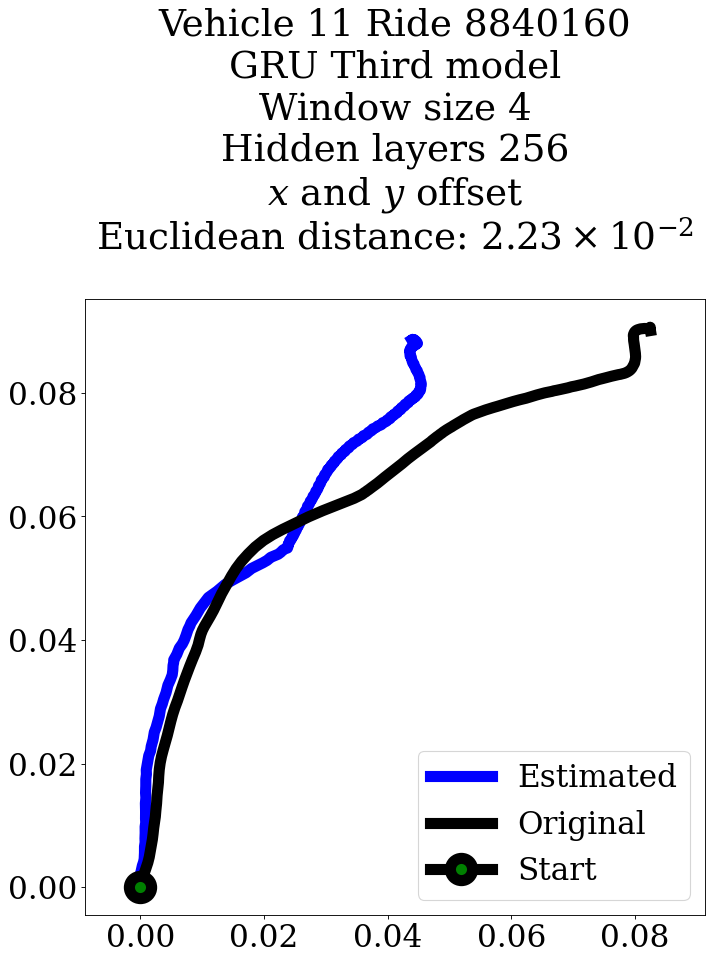 Vehicle 11 Ride 8840160
GRU Third model
Window size 4
Hidden layers 256
x and y offset
Euclidean distance: 2.23 × 10⁻²
0.08
0.06
0.04
0.02
0.00
Estimated
Original
Start
0.00 0.02 0.04 0.06 0.08